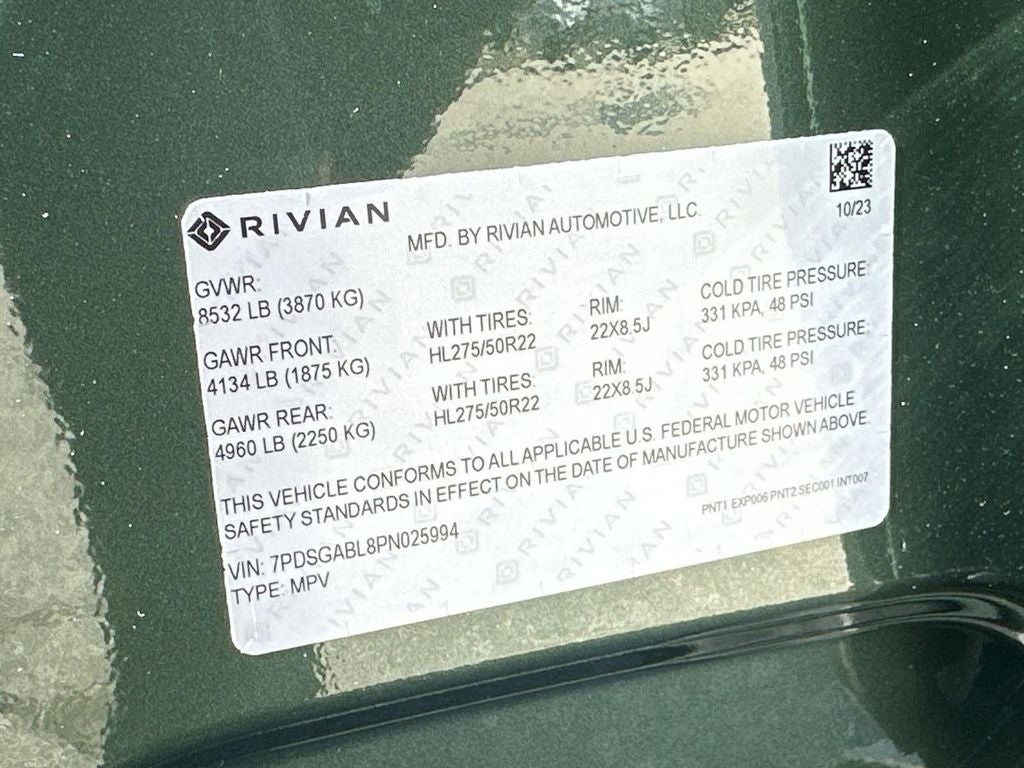 RIVIAN
MFD. BY RIVIAN AUTOMOTIVE, LLC
10/23
GVWR:
8532 LB (3870 KG)
GAWR FRONT:
4134 LB (1875 KG)
WITH TIRES:
HL275/50R22
RIM:
22X8.5J
COLD TIRE PRESSURE:
331 KPA, 48 PSI
GAWR REAR:
4960 LB (2250 KG)
WITH TIRES:
HL275/50R22
RIM:
22X8.5J
COLD TIRE PRESSURE:
331 KPA, 48 PSI
THIS VEHICLE CONFORMS TO ALL APPLICABLE U.S. FEDERAL MOTOR VEHICLE
SAFETY STANDARDS IN EFFECT ON THE DATE OF MANUFACTURE SHOWN ABOVE.
PNT1 EXP006 PNT2 SEC001 INT007
VIN: 7PDSGABL8PN025994
TYPE: MPV